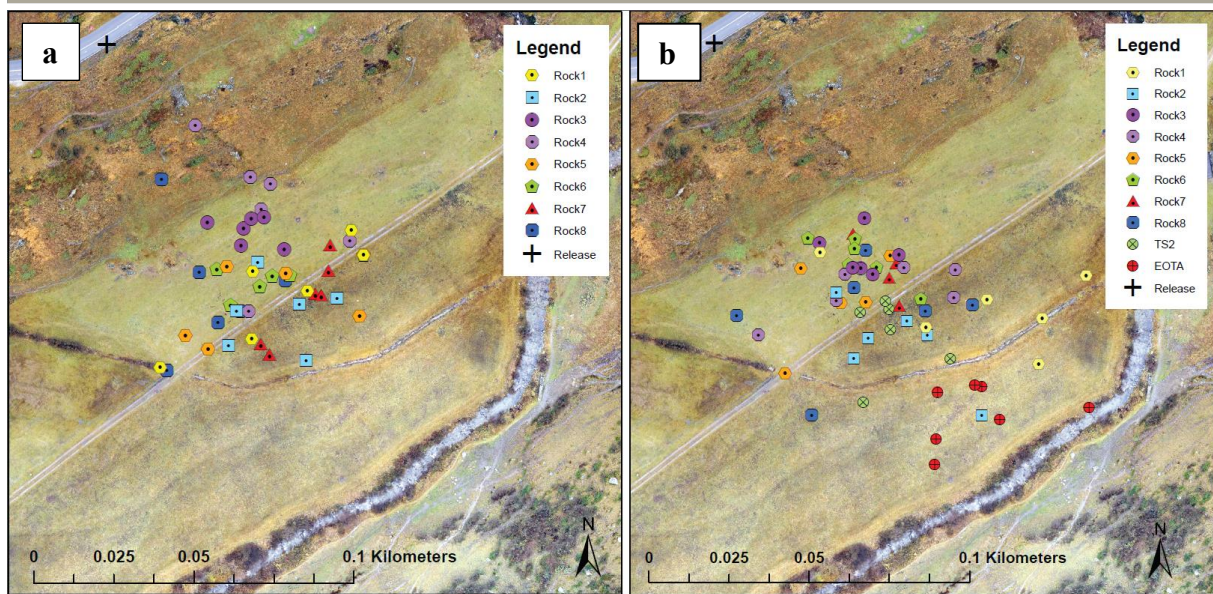 a
Legend
Rock1
Rock2
Rock3
Rock4
Rock5
Rock6
Rock7
Rock8
Release
N
0 0.025 0.05 0.1 Kilometers
b
Legend
Rock1
Rock2
Rock3
Rock4
Rock5
Rock6
Rock7
Rock8
TS2
EOTA
Release
N
0 0.025 0.05 0.1 Kilometers